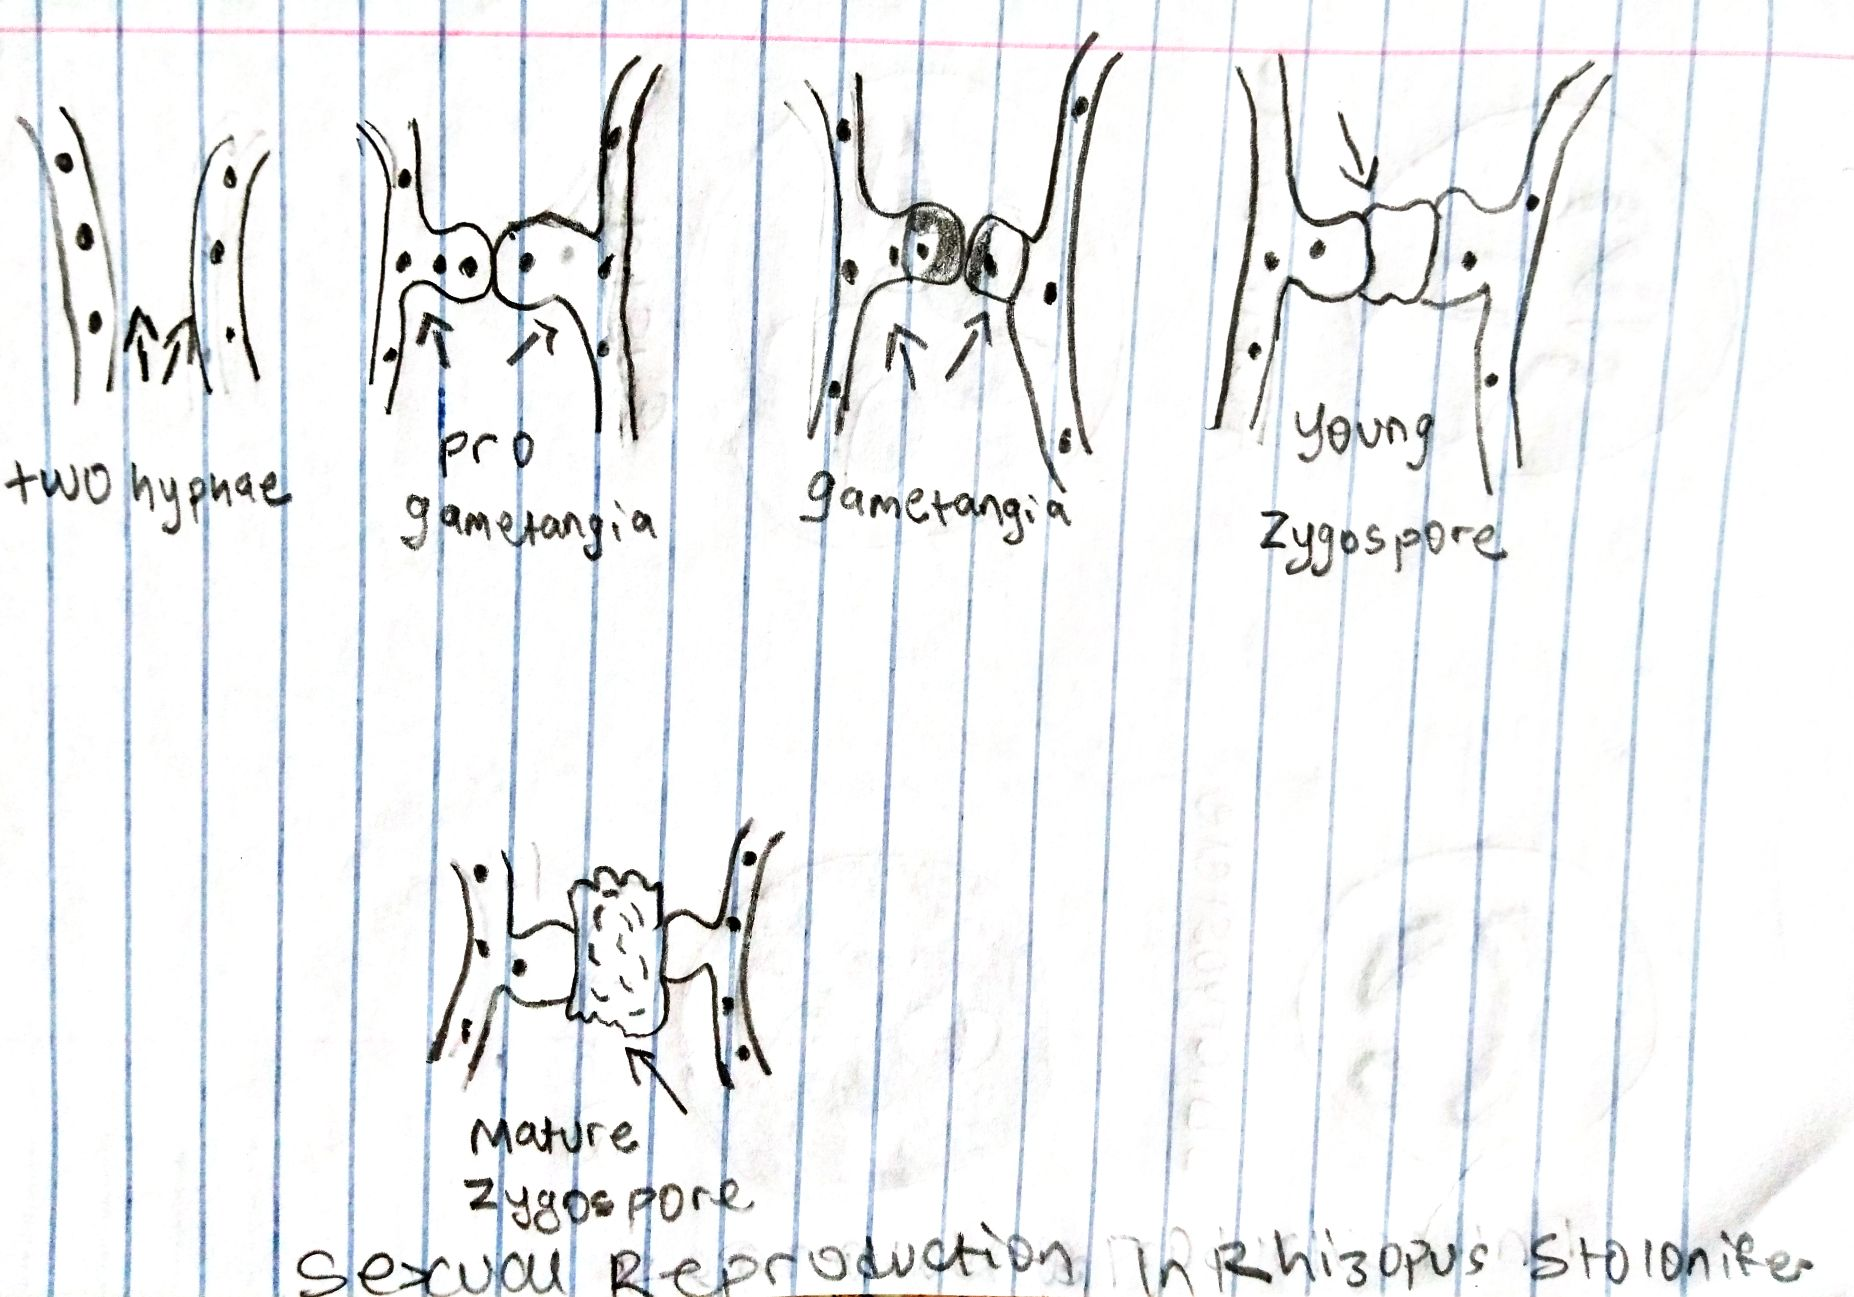 two hyphae
pro
gametangia
gametangia
young
Zygospore
Mature
Zygospore
Sexual Reproduction In Rhizopus Stolonifer